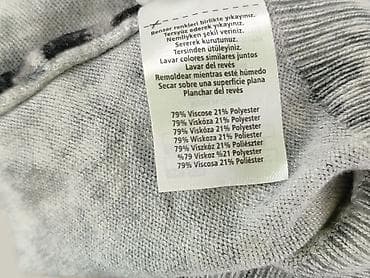 Benzer renkleri birlikte yıkayınız.
Tersyüz ederek yıkayınız.
Nemliyken şekil veriniz.
Sererek kurutunuz.
Tersinden ütüleyiniz.
Lavar colores similares juntos
Lavar del revés
Remoldear mientras esté húmedo
Secar sobre una superficie plana
Planchar del revés
79% Viscose 21% Polyester
79% Viskóza 21% Polyester
79% Viskoza 21% Polyester
79% Wiskoza 21% Poliester
79% Viszkóz 21% Poliészter
%79 Viskoz %21 Polyester
79% Viscosa 21% Poliéster